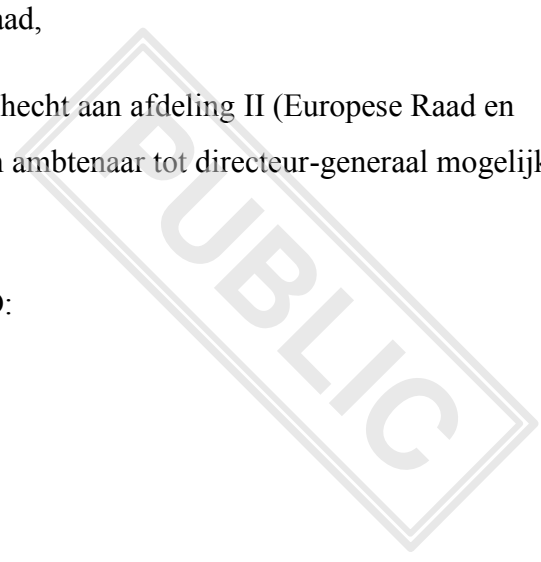 aad,
hecht aan afdeling II (Europese Raad en
n ambtenaar tot directeur-generaal mogelijk
:
PUBLIC